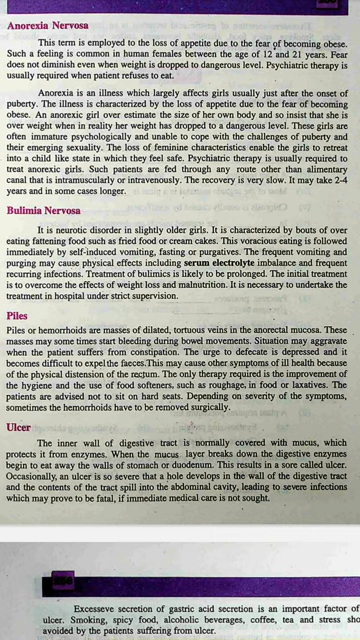 Anorexia Nervosa
This term is employed to the loss of appetite due to the fear of becoming obese.
Such a feeling is common in human females between the age of 12 and 21 years. Fear
does not diminish even when weight is dropped to dangerous level. Psychiatric therapy is
usually required when patient refuses to eat.
Anorexia is an illness which largely affects girls usually just after the onset of
puberty. The illness is characterized by the loss of appetite due to the fear of becoming
obese. An anorexic girl over estimate the size of her own body and so insist that she is
over weight when in reality her weight has dropped to a dangerous level. These girls are
often immature psychologically and unable to cope with the challenges of puberty and
their emerging sexuality. The loss of feminine characteristics enable the girls to retreat
into a child like state in which they feel safe. Psychiatric therapy is usually required to
treat anorexic girls. Such patients are fed through any route other than alimentary
canal that is intramuscularly or intravenously. The recovery is very slow. It may take 2-4
years and in some cases longer.
Bulimia Nervosa
It is neurotic disorder in slightly older girls. It is characterized by bouts of over
eating fattening food such as fried food or cream cakes. This voracious eating is followed
immediately by self-induced vomiting, fasting or purgatives. The frequent vomiting and
purging may cause physical effects including serum electrolyte imbalance and frequent
recurring infections. Treatment of bulimics is likely to be prolonged. The initial treatment
is to overcome the effects of weight loss and malnutrition. It is necessary to undertake the
treatment in hospital under strict supervision.
Piles
Piles or hemorrhoids are masses of dilated, tortuous veins in the anorectal mucosa. These
masses may some times start bleeding during bowel movements. Situation may aggravate
when the patient suffers from constipation. The urge to defecate is depressed and it
becomes difficult to expel the faeces.This may cause other symptoms of ill health because
of the physical distension of the rectum. The only therapy required is the improvement of
the hygiene and the use of food softeners, such as roughage, in food or laxatives. The
patients are advised not to sit on hard seats. Depending on severity of the symptoms,
sometimes the hemorrhoids have to be removed surgically.
Ulcer
The inner wall of digestive tract is normally covered with mucus, which
protects it from enzymes. When the mucus layer breaks down the digestive enzymes
begin to eat away the walls of stomach or duodenum. This results in a sore called ulcer.
Occasionally, an ulcer is so severe that a hole develops in the wall of the digestive tract
and the contents of the tract spill into the abdominal cavity, leading to severe infections
which may prove to be fatal, if immediate medical care is not sought.
Excesseve secretion of gastric acid secretion is an important factor of
ulcer. Smoking, spicy food, alcoholic beverages, coffee, tea and stress
avoided by the patients suffering from ulcer.